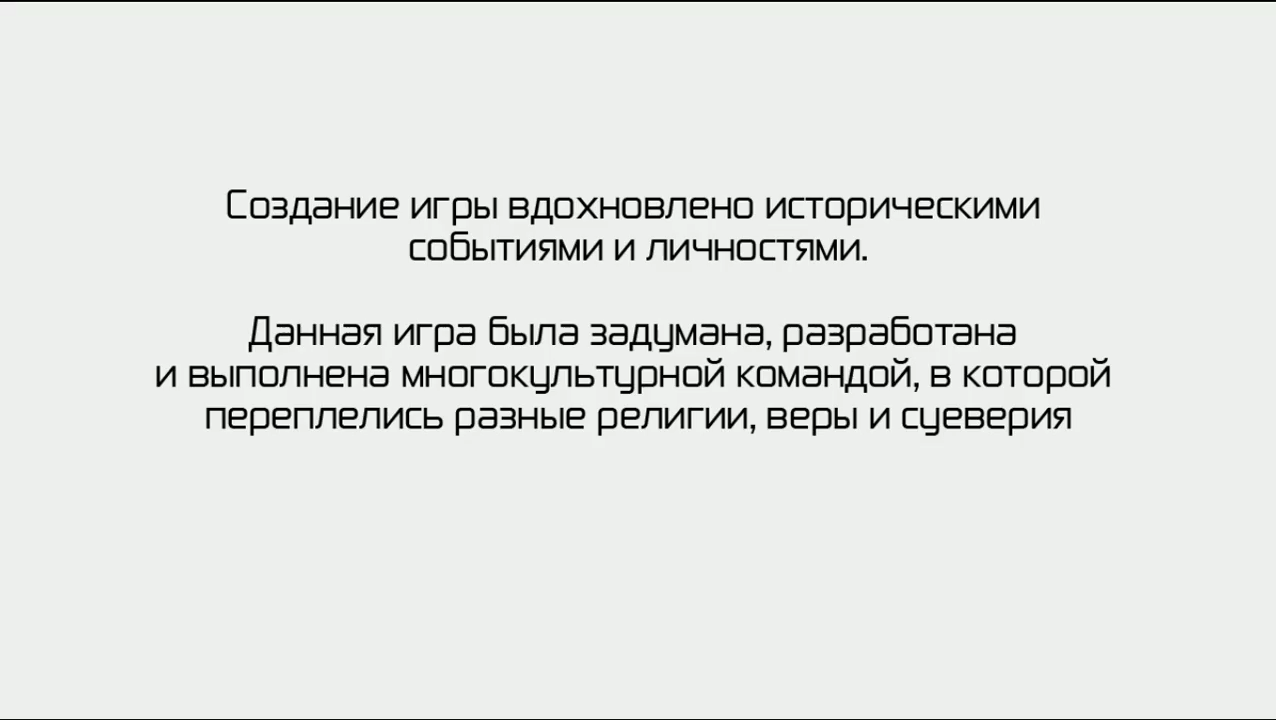 Создание игры вдохновлено историческими
событиями и личностями.
Данная игра была задумана, разработана
и выполнена многокультурной командой, в которой
переплелись разные религии, веры и суеверия